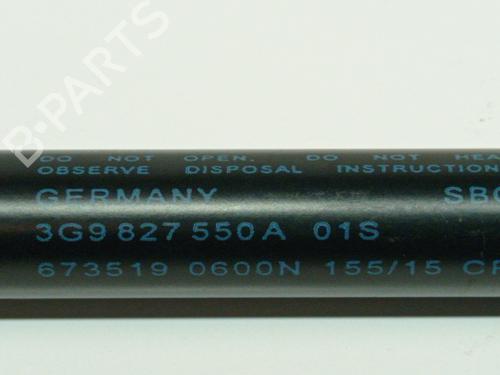 B-PARTS
DO NOT OPEN. DO NOT HEA
OBSERVE DISPOSAL INSTRUCTION
GERMANY SBC
3G9 827 550A 01S
673519 0600N 155/15 CF